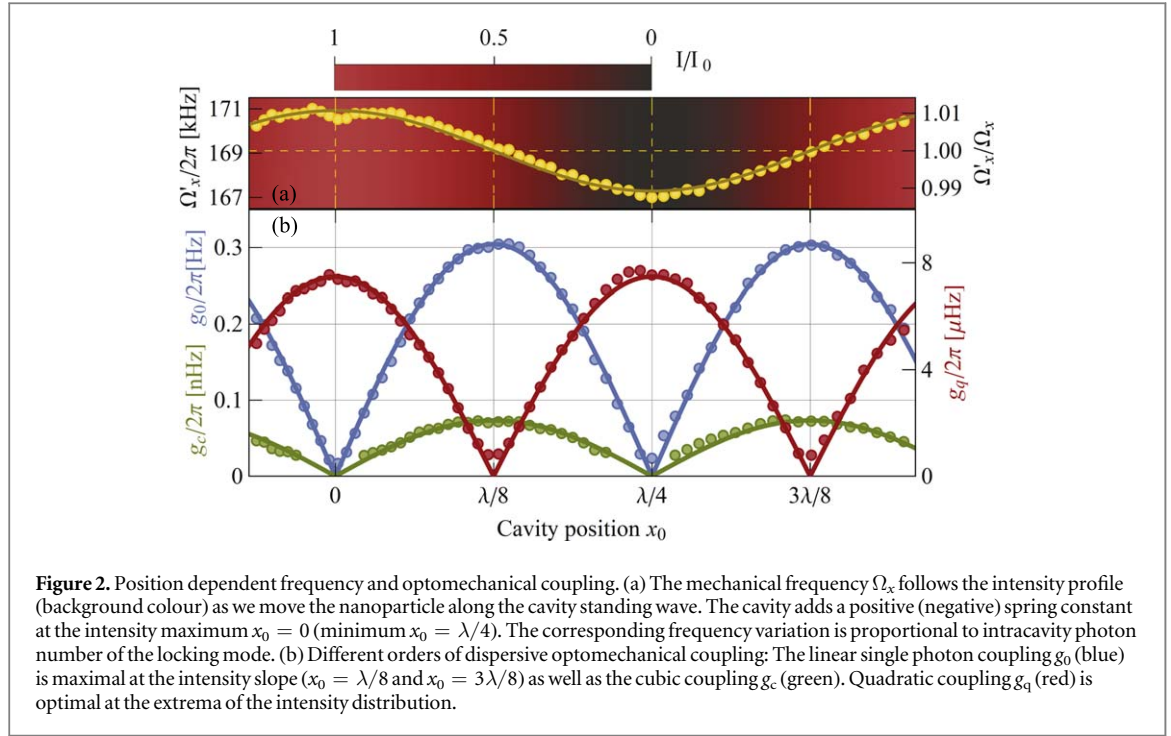 1 0.5 0
I/I₀
171
169
167
Ω′ₓ/2π [kHz]
1.01
1.00
0.99
Ω′ₓ/Ωₓ
(a)
(b)
0.3
0.2
0.1
0
g₀/2π[Hz]
g_c/2π [nHz]
8
4
0
g_q/2π [μHz]
0 λ/8 λ/4 3λ/8
Cavity position x₀
Figure 2. Position dependent frequency and optomechanical coupling. (a) The mechanical frequency Ωₓ follows the intensity profile
(background colour) as we move the nanoparticle along the cavity standing wave. The cavity adds a positive (negative) spring constant
at the intensity maximum x₀ = 0 (minimum x₀ = λ/4). The corresponding frequency variation is proportional to intracavity photon
number of the locking mode. (b) Different orders of dispersive optomechanical coupling: The linear single photon coupling g₀ (blue)
is maximal at the intensity slope (x₀ = λ/8 and x₀ = 3λ/8) as well as the cubic coupling g_c (green). Quadratic coupling g_q (red) is
optimal at the extrema of the intensity distribution.